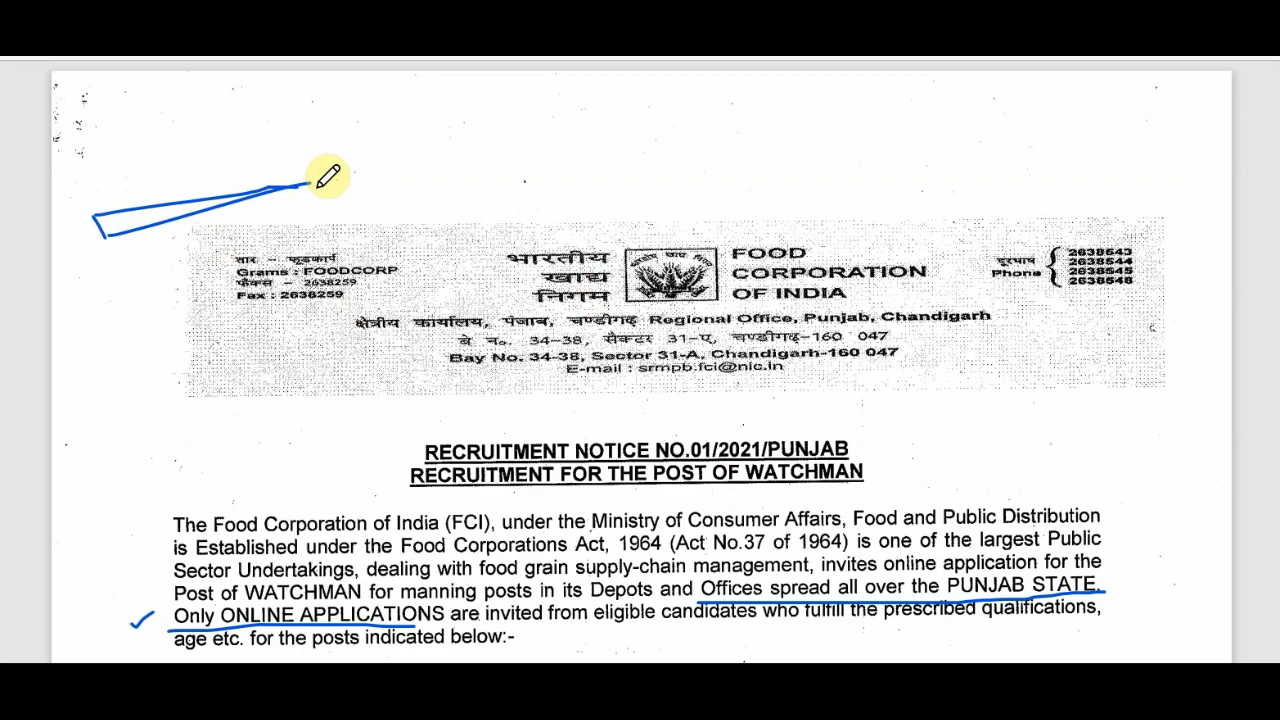 तार - फूडकार्प
Grams : FOODCORP
फैक्स - 2638259
Fax : 2638259
भारतीय
खाद्य
निगम
FOOD
CORPORATION
OF INDIA
दूरभाष
Phone
2638543
2638544
2638545
2638548
क्षेत्रीय कार्यालय, पंजाब, चण्डीगढ़ Regional Office, Punjab, Chandigarh
बे नं. 34-38, सेक्टर 31-ए, चण्डीगढ़-160 047
Bay No. 34-38, Sector 31-A, Chandigarh-160 047
E-mail : srmpb.fci@nic.in
RECRUITMENT NOTICE NO.01/2021/PUNJAB
RECRUITMENT FOR THE POST OF WATCHMAN
The Food Corporation of India (FCI), under the Ministry of Consumer Affairs, Food and Public Distribution
is Established under the Food Corporations Act, 1964 (Act No.37 of 1964) is one of the largest Public
Sector Undertakings, dealing with food grain supply-chain management, invites online application for the
Post of WATCHMAN for manning posts in its Depots and Offices spread all over the PUNJAB STATE.
Only ONLINE APPLICATIONS are invited from eligible candidates who fulfill the prescribed qualifications,
age etc. for the posts indicated below:-